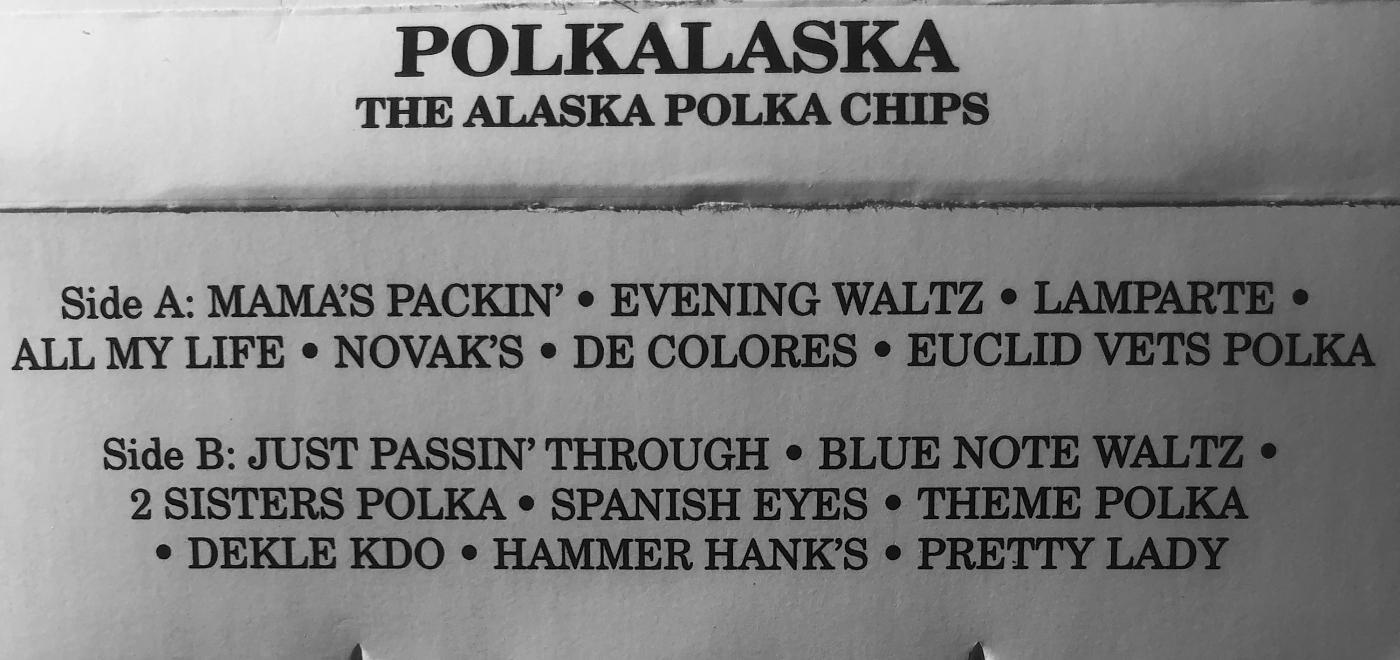 POLKALASKA
THE ALASKA POLKA CHIPS
Side A: MAMA'S PACKIN' • EVENING WALTZ • LAMPARTE •
ALL MY LIFE • NOVAK'S • DE COLORES • EUCLID VETS POLKA
Side B: JUST PASSIN' THROUGH • BLUE NOTE WALTZ •
2 SISTERS POLKA • SPANISH EYES • THEME POLKA
• DEKLE KDO • HAMMER HANK'S • PRETTY LADY